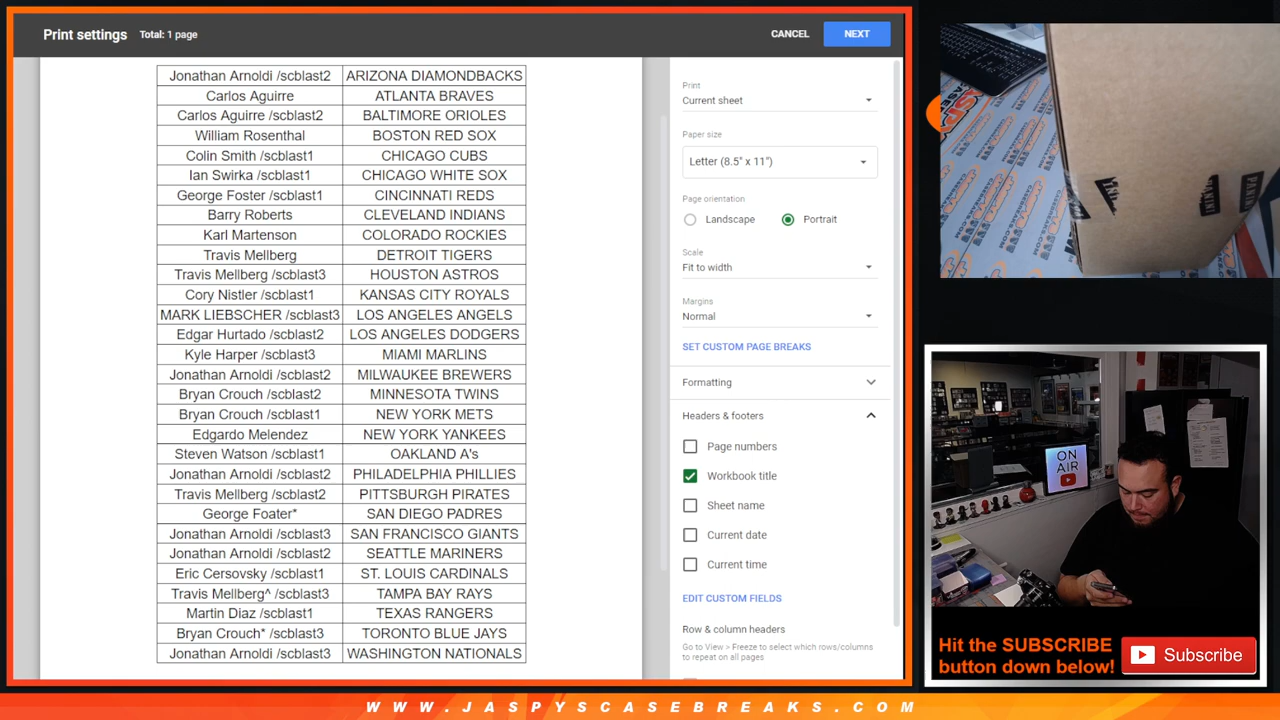 Print settings Total: 1 page
CANCEL NEXT
Jonathan Arnoldi /scblast2 ARIZONA DIAMONDBACKS
Carlos Aguirre ATLANTA BRAVES
Carlos Aguirre /scblast2 BALTIMORE ORIOLES
William Rosenthal BOSTON RED SOX
Colin Smith /scblast1 CHICAGO CUBS
Ian Swirka /scblast1 CHICAGO WHITE SOX
George Foster /scblast1 CINCINNATI REDS
Barry Roberts CLEVELAND INDIANS
Karl Martenson COLORADO ROCKIES
Travis Mellberg DETROIT TIGERS
Travis Mellberg /scblast3 HOUSTON ASTROS
Cory Nistler /scblast1 KANSAS CITY ROYALS
MARK LIEBSCHER /scblast3 LOS ANGELES ANGELS
Edgar Hurtado /scblast2 LOS ANGELES DODGERS
Kyle Harper /scblast3 MIAMI MARLINS
Jonathan Arnoldi /scblast2 MILWAUKEE BREWERS
Bryan Crouch /scblast2 MINNESOTA TWINS
Bryan Crouch /scblast1 NEW YORK METS
Edgardo Melendez NEW YORK YANKEES
Steven Watson /scblast1 OAKLAND A's
Jonathan Arnoldi /scblast2 PHILADELPHIA PHILLIES
Travis Mellberg /scblast2 PITTSBURGH PIRATES
George Foater* SAN DIEGO PADRES
Jonathan Arnoldi /scblast3 SAN FRANCISCO GIANTS
Jonathan Arnoldi /scblast2 SEATTLE MARINERS
Eric Cersovsky /scblast1 ST. LOUIS CARDINALS
Travis Mellberg^ /scblast3 TAMPA BAY RAYS
Martin Diaz /scblast1 TEXAS RANGERS
Bryan Crouch* /scblast3 TORONTO BLUE JAYS
Jonathan Arnoldi /scblast3 WASHINGTON NATIONALS
Print
Current sheet
Paper size
Letter (8.5" x 11")
Page orientation
Landscape Portrait
Scale
Fit to width
Margins
Normal
SET CUSTOM PAGE BREAKS
Formatting
Headers & footers
Page numbers
Workbook title
Sheet name
Current date
Current time
EDIT CUSTOM FIELDS
Row & column headers
Go to View > Freeze to select which rows/columns
to repeat on all pages
PANINI
PANINI
ON
AIR
Hit the SUBSCRIBE
button down below!
Subscribe
WWW.JASPYSCASEBREAKS.COM